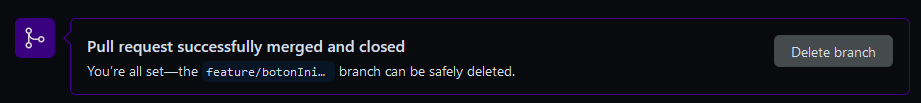 Pull request successfully merged and closed
You're all set—the feature/botonIni… branch can be safely deleted.
Delete branch